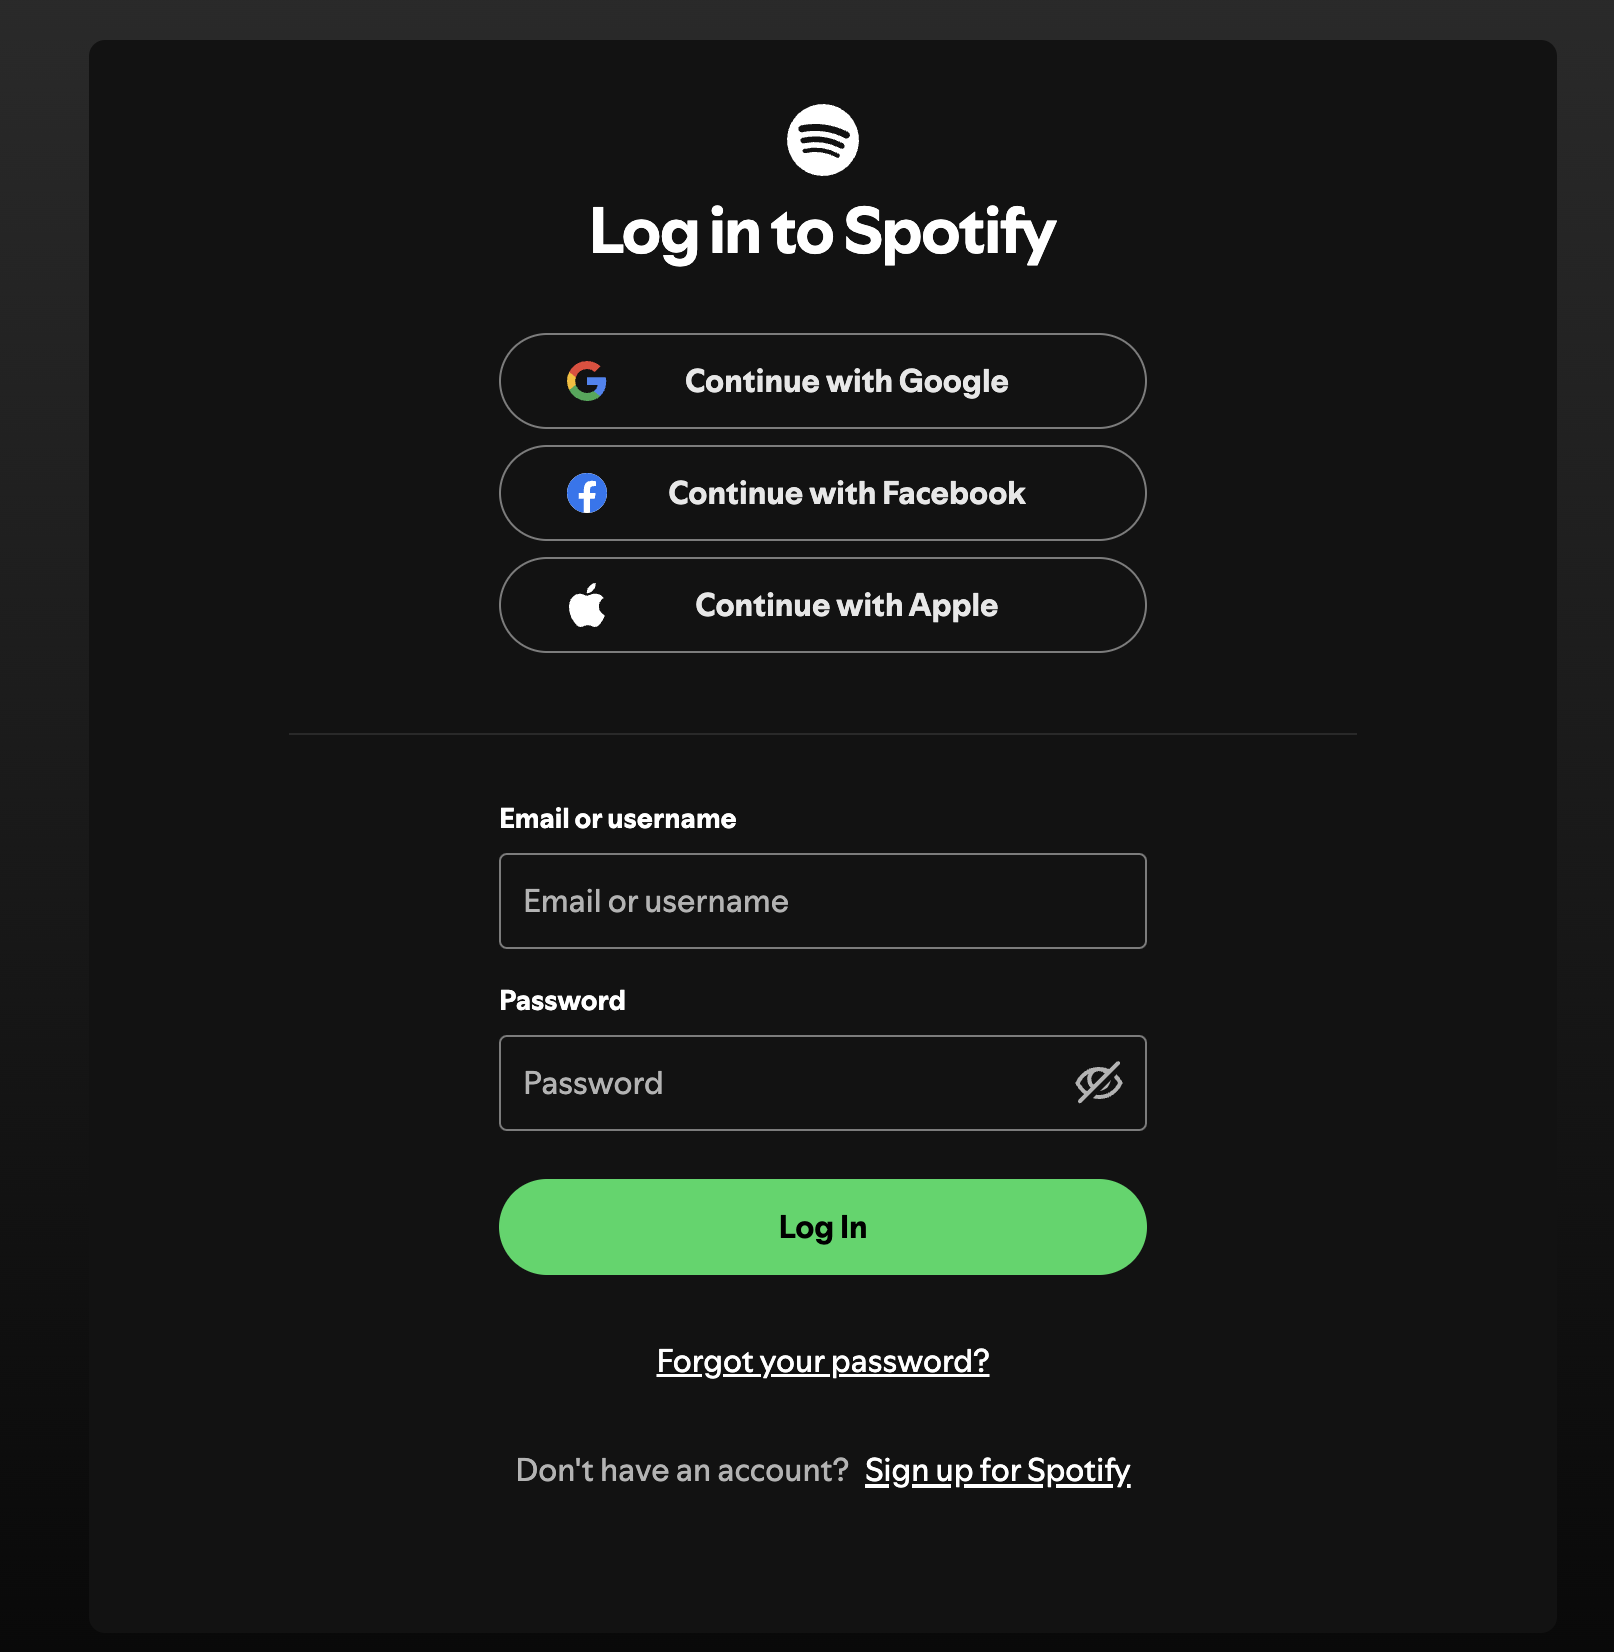 Log in to Spotify
Continue with Google
Continue with Facebook
Continue with Apple
Email or username
Email or username
Password
Password
Log In
Forgot your password?
Don't have an account? Sign up for Spotify